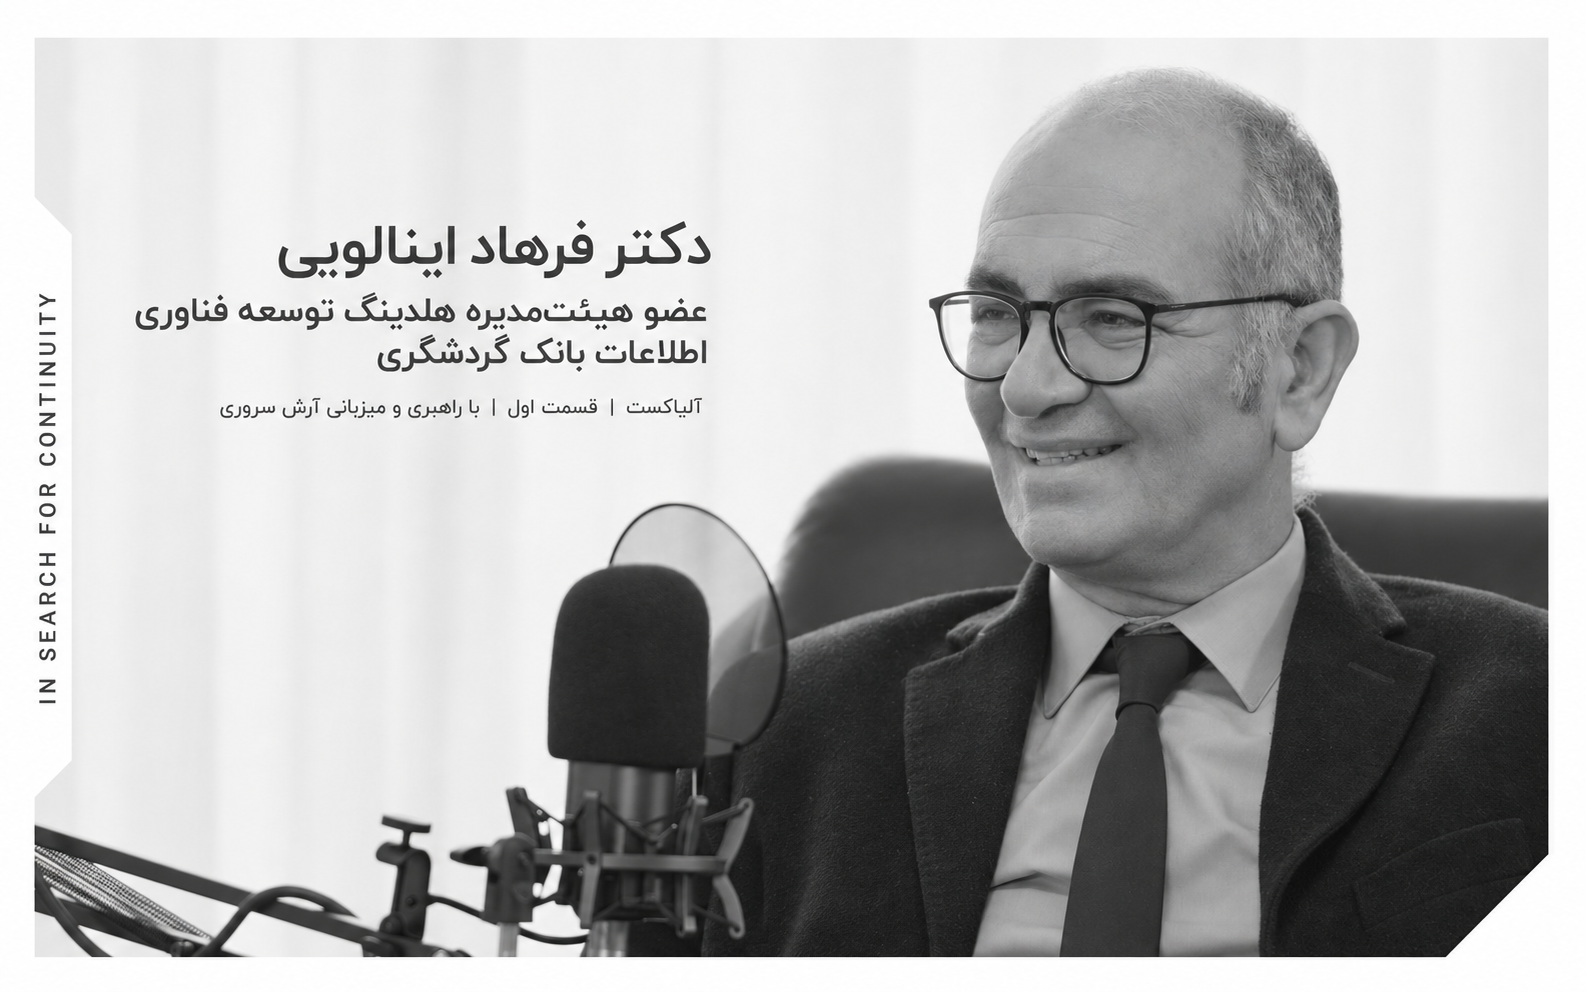 دکتر فرهاد اینالویی
عضو هیئت‌مدیره هلدینگ توسعه فناوری
اطلاعات بانک گردشگری
آلیاکست | قسمت اول | با راهبری و میزبانی آرش سروری
IN SEARCH FOR CONTINUITY